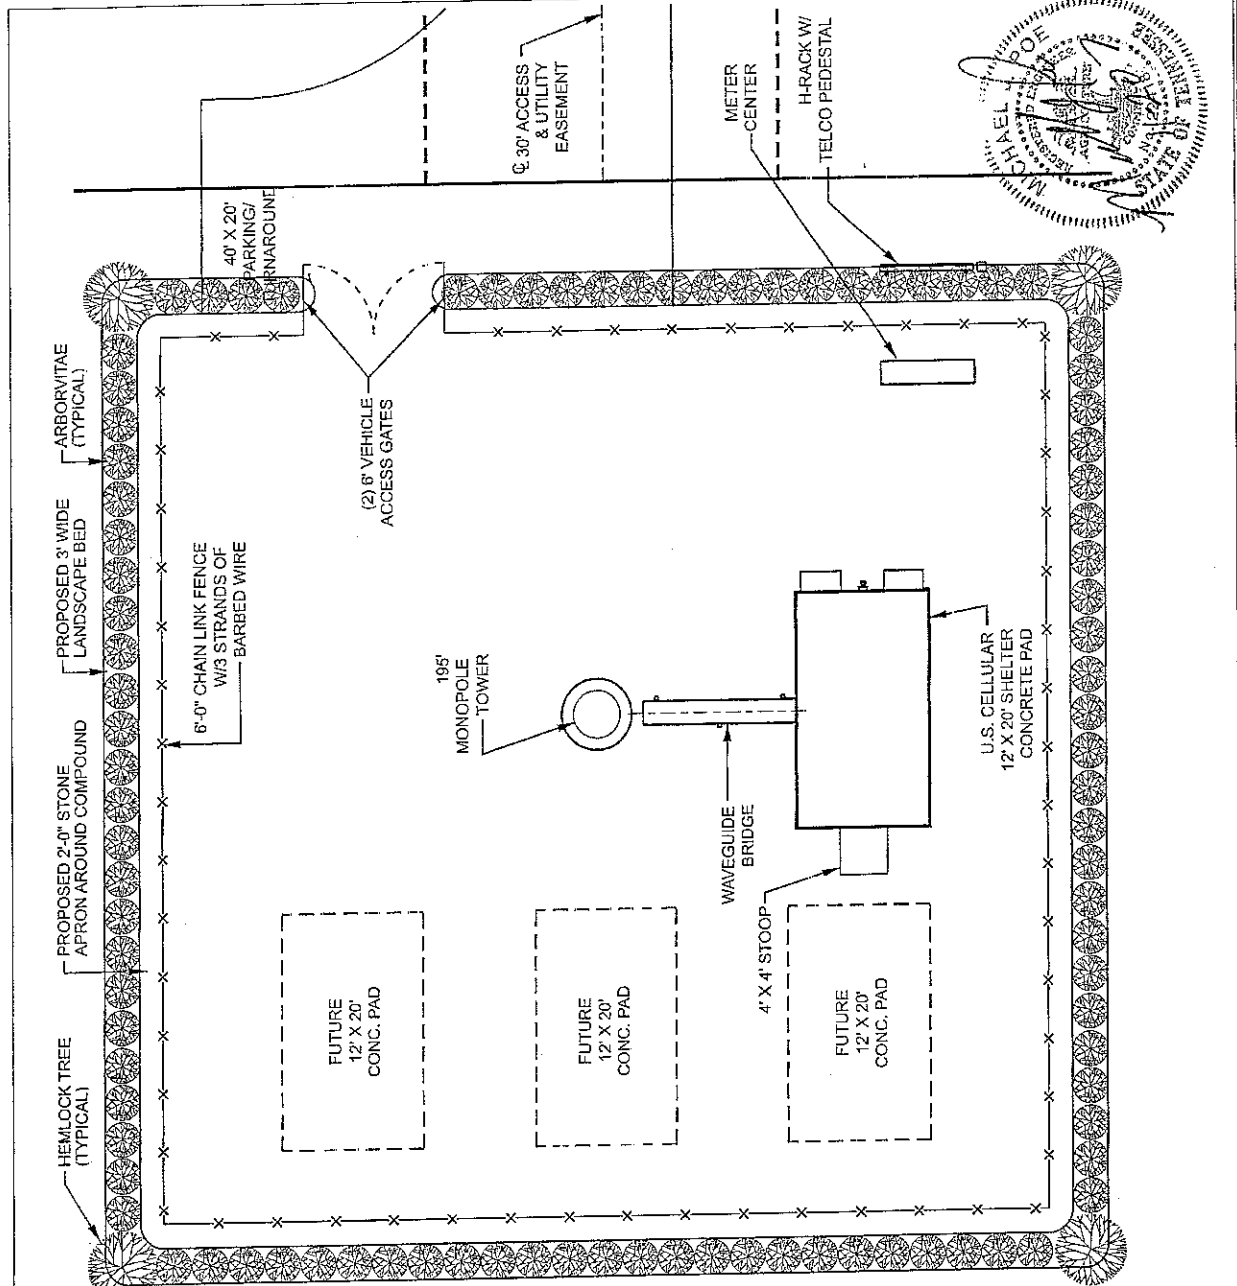 HEMLOCK TREE
(TYPICAL)
PROPOSED 2'-0" STONE
APRON AROUND COMPOUND
PROPOSED 3' WIDE
LANDSCAPE BED
ARBORVITAE
(TYPICAL)
6'-0" CHAIN LINK FENCE
W/3 STRANDS OF
BARBED WIRE
40' X 20'
PARKING/
URNAROUND
(2) 6' VEHICLE
ACCESS GATES
℄ 30' ACCESS
& UTILITY
EASEMENT
195'
MONOPOLE
TOWER
METER
CENTER
H-RACK W/
TELCO PEDESTAL
WAVEGUIDE
BRIDGE
4' X 4' STOOP
U.S. CELLULAR
12' X 20' SHELTER
CONCRETE PAD
FUTURE
12' X 20'
CONC. PAD
FUTURE
12' X 20'
CONC. PAD
FUTURE
12' X 20'
CONC. PAD
MICHAEL POE
REGISTERED ENGINEER
STATE OF TENNESSEE